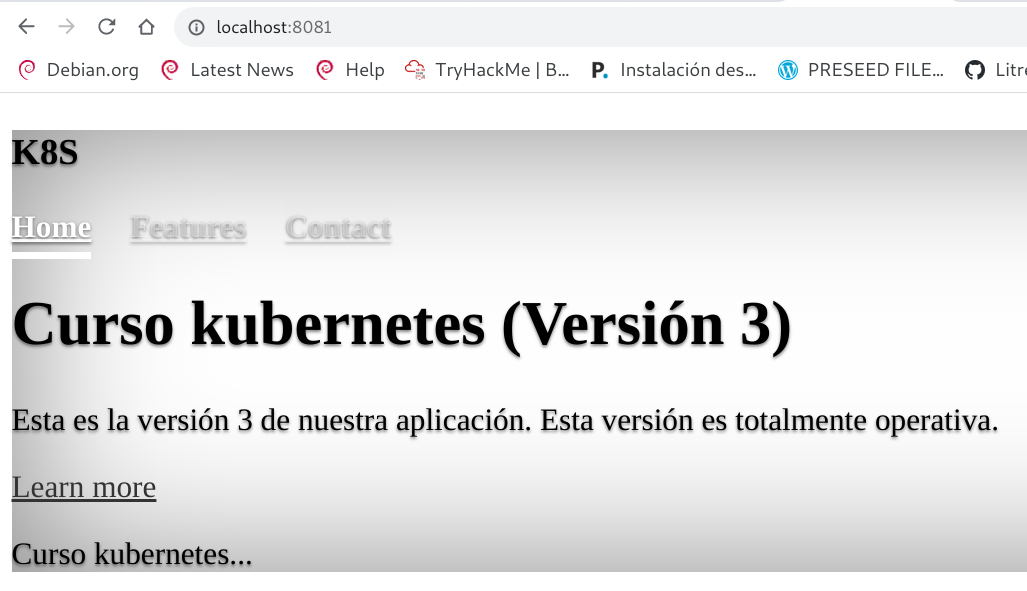 localhost:8081
Debian.org Latest News Help TryHackMe | B... P. Instalación des... PRESEED FILE... Litre
K8S
Home Features Contact
Curso kubernetes (Versión 3)
Esta es la versión 3 de nuestra aplicación. Esta versión es totalmente operativa.
Learn more
Curso kubernetes...